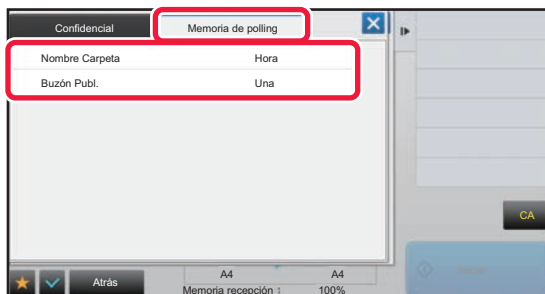 Confidencial Memoria de polling
Nombre Carpeta Hora
Buzón Publ. Una
CA
Atrás A4 A4
Memoria recepción : 100%